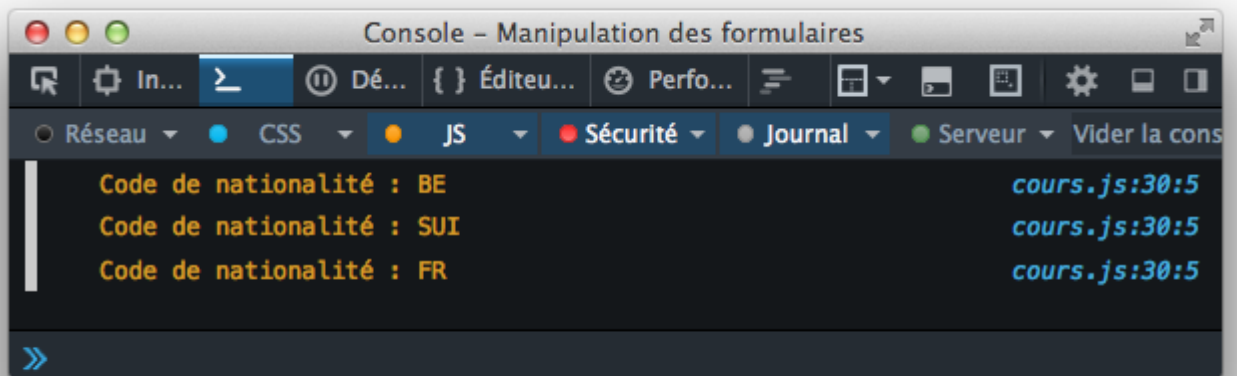 Console – Manipulation des formulaires
In... Dé... { } Éditeu... Perfo...
Réseau CSS JS Sécurité Journal Serveur Vider la cons
Code de nationalité : BE cours.js:30:5
Code de nationalité : SUI cours.js:30:5
Code de nationalité : FR cours.js:30:5